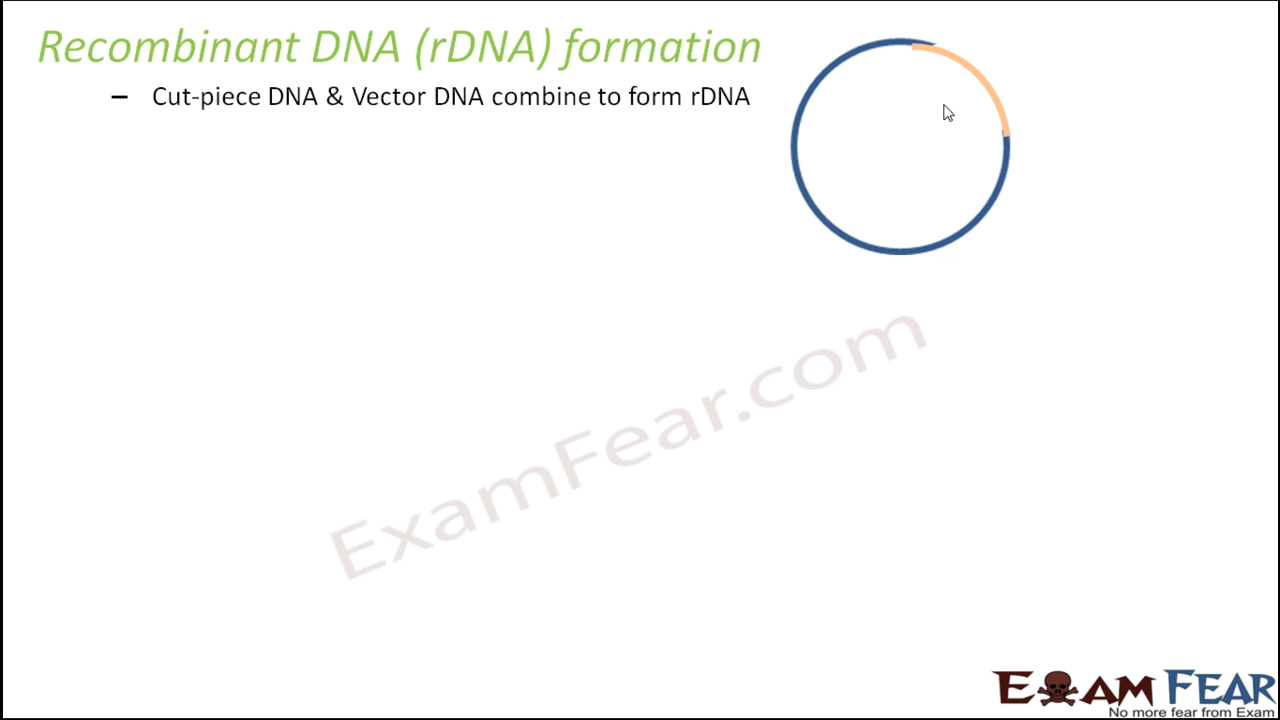 Recombinant DNA (rDNA) formation
– Cut-piece DNA & Vector DNA combine to form rDNA
ExamFear.com
EXAM FEAR
No more fear from Exam